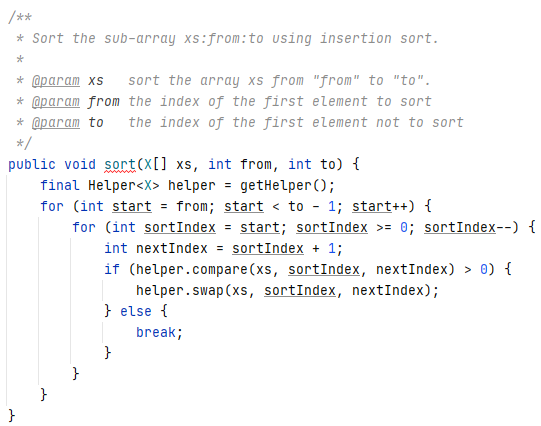 /**
 * Sort the sub-array xs:from:to using insertion sort.
 *
 * @param xs   sort the array xs from "from" to "to".
 * @param from the index of the first element to sort
 * @param to   the index of the first element not to sort
 */
public void sort(X[] xs, int from, int to) {
    final Helper<X> helper = getHelper();
    for (int start = from; start < to - 1; start++) {
        for (int sortIndex = start; sortIndex >= 0; sortIndex--) {
            int nextIndex = sortIndex + 1;
            if (helper.compare(xs, sortIndex, nextIndex) > 0) {
                helper.swap(xs, sortIndex, nextIndex);
            } else {
                break;
            }
        }
    }
}